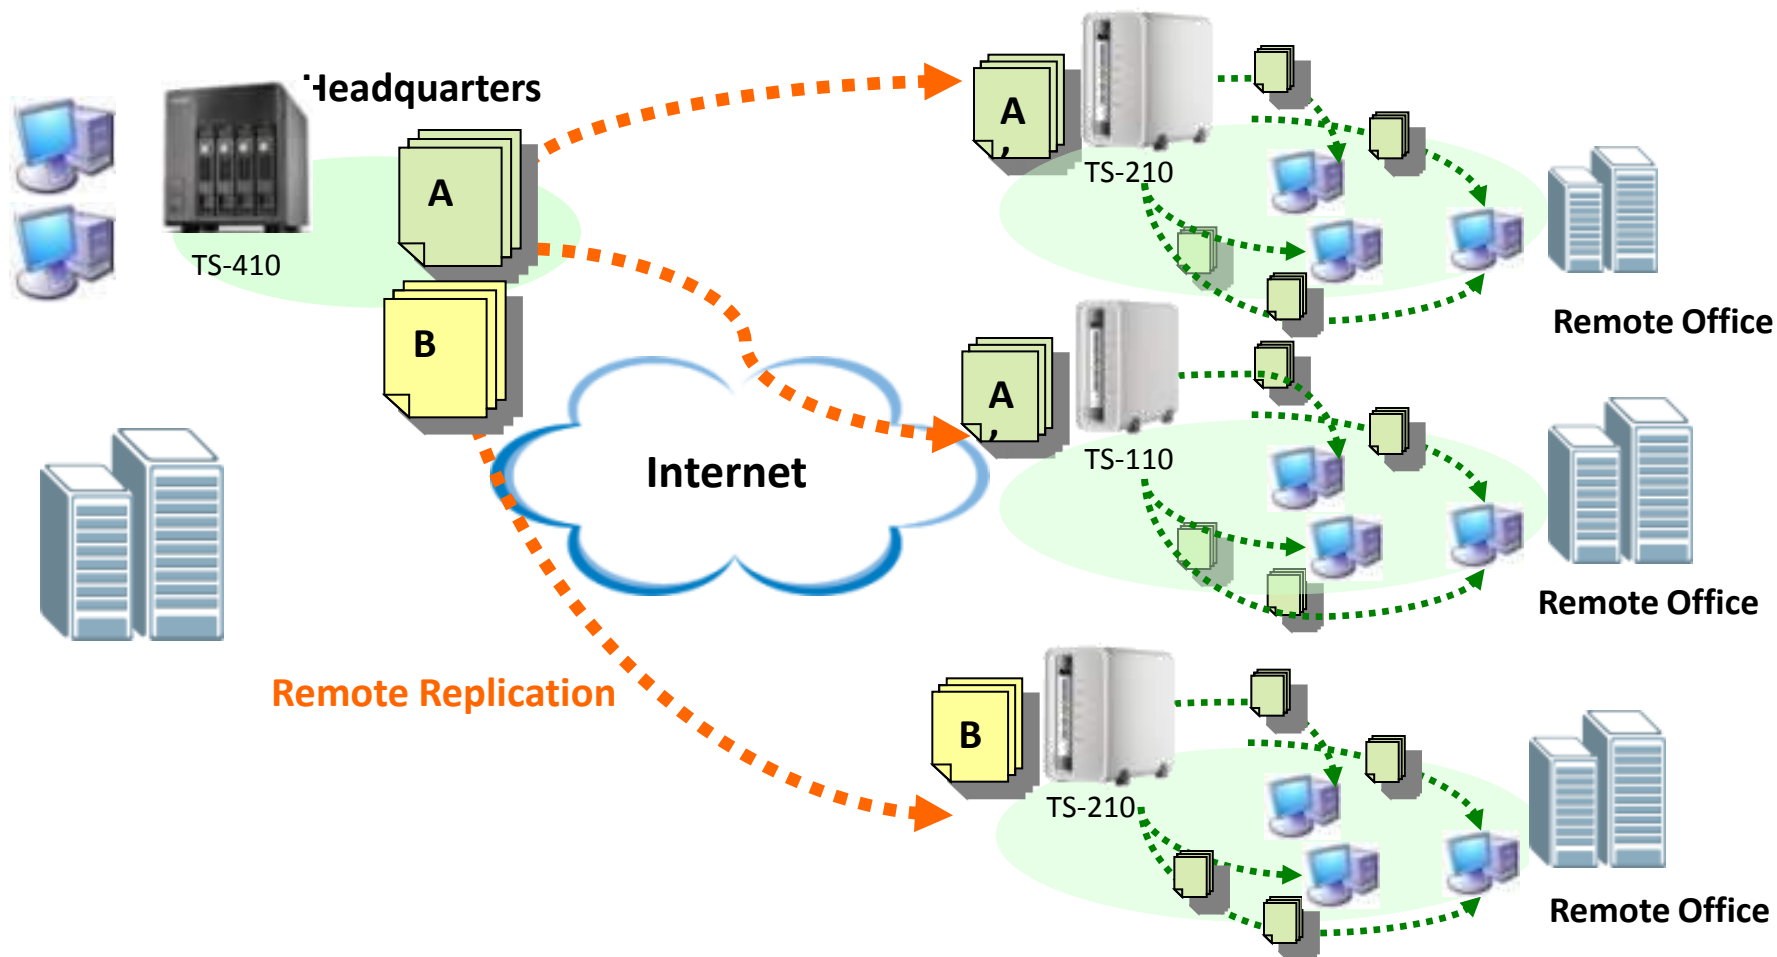 Headquarters
TS-410
A
B
Internet
Remote Replication
A,
TS-210
Remote Office
A,
TS-110
Remote Office
B
TS-210
Remote Office